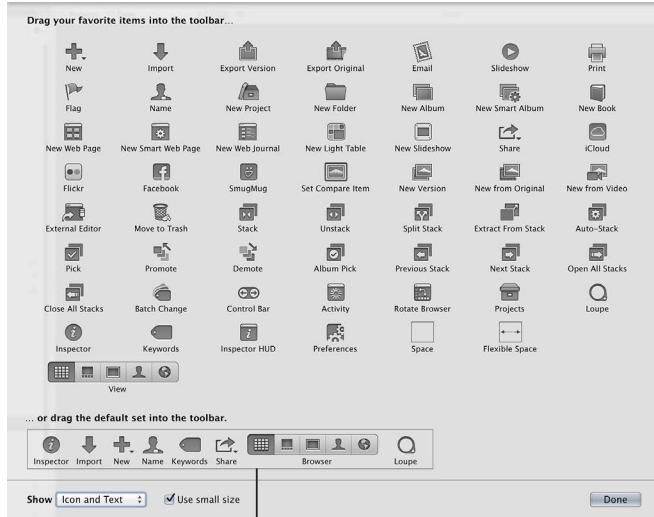 Drag your favorite items into the toolbar...
New Import Export Version Export Original Email Slideshow Print
Flag Name New Project New Folder New Album New Smart Album New Book
New Web Page New Smart Web Page New Web Journal New Light Table New Slideshow Share iCloud
Flickr Facebook SmugMug Set Compare Item New Version New from Original New from Video
External Editor Move to Trash Stack Unstack Split Stack Extract From Stack Auto-Stack
Pick Promote Demote Album Pick Previous Stack Next Stack Open All Stacks
Close All Stacks Batch Change Control Bar Activity Rotate Browser Projects Loupe
Inspector Keywords Inspector HUD Preferences Space Flexible Space
View
... or drag the default set into the toolbar.
Inspector Import New Name Keywords Share Browser Loupe
Show Icon and Text Use small size Done